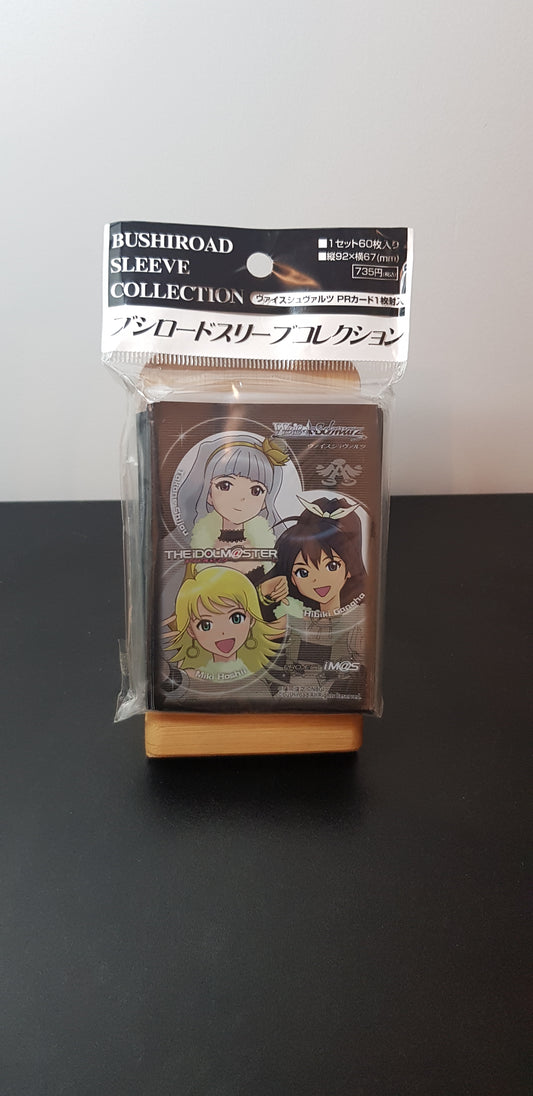 BUSHIROAD
SLEEVE
COLLECTION
■1セット60枚入り
■縦92×横67(mm)
735円(税込)
ヴァイスシュヴァルツ PRカード1枚封入
ブシロードスリーブコレクション
Weiß Schwarz
ヴァイスシュヴァルツ
Takane Shijou
THE iDOLM@STER
Hibiki Ganaha
Miki Hoshii
iM@S